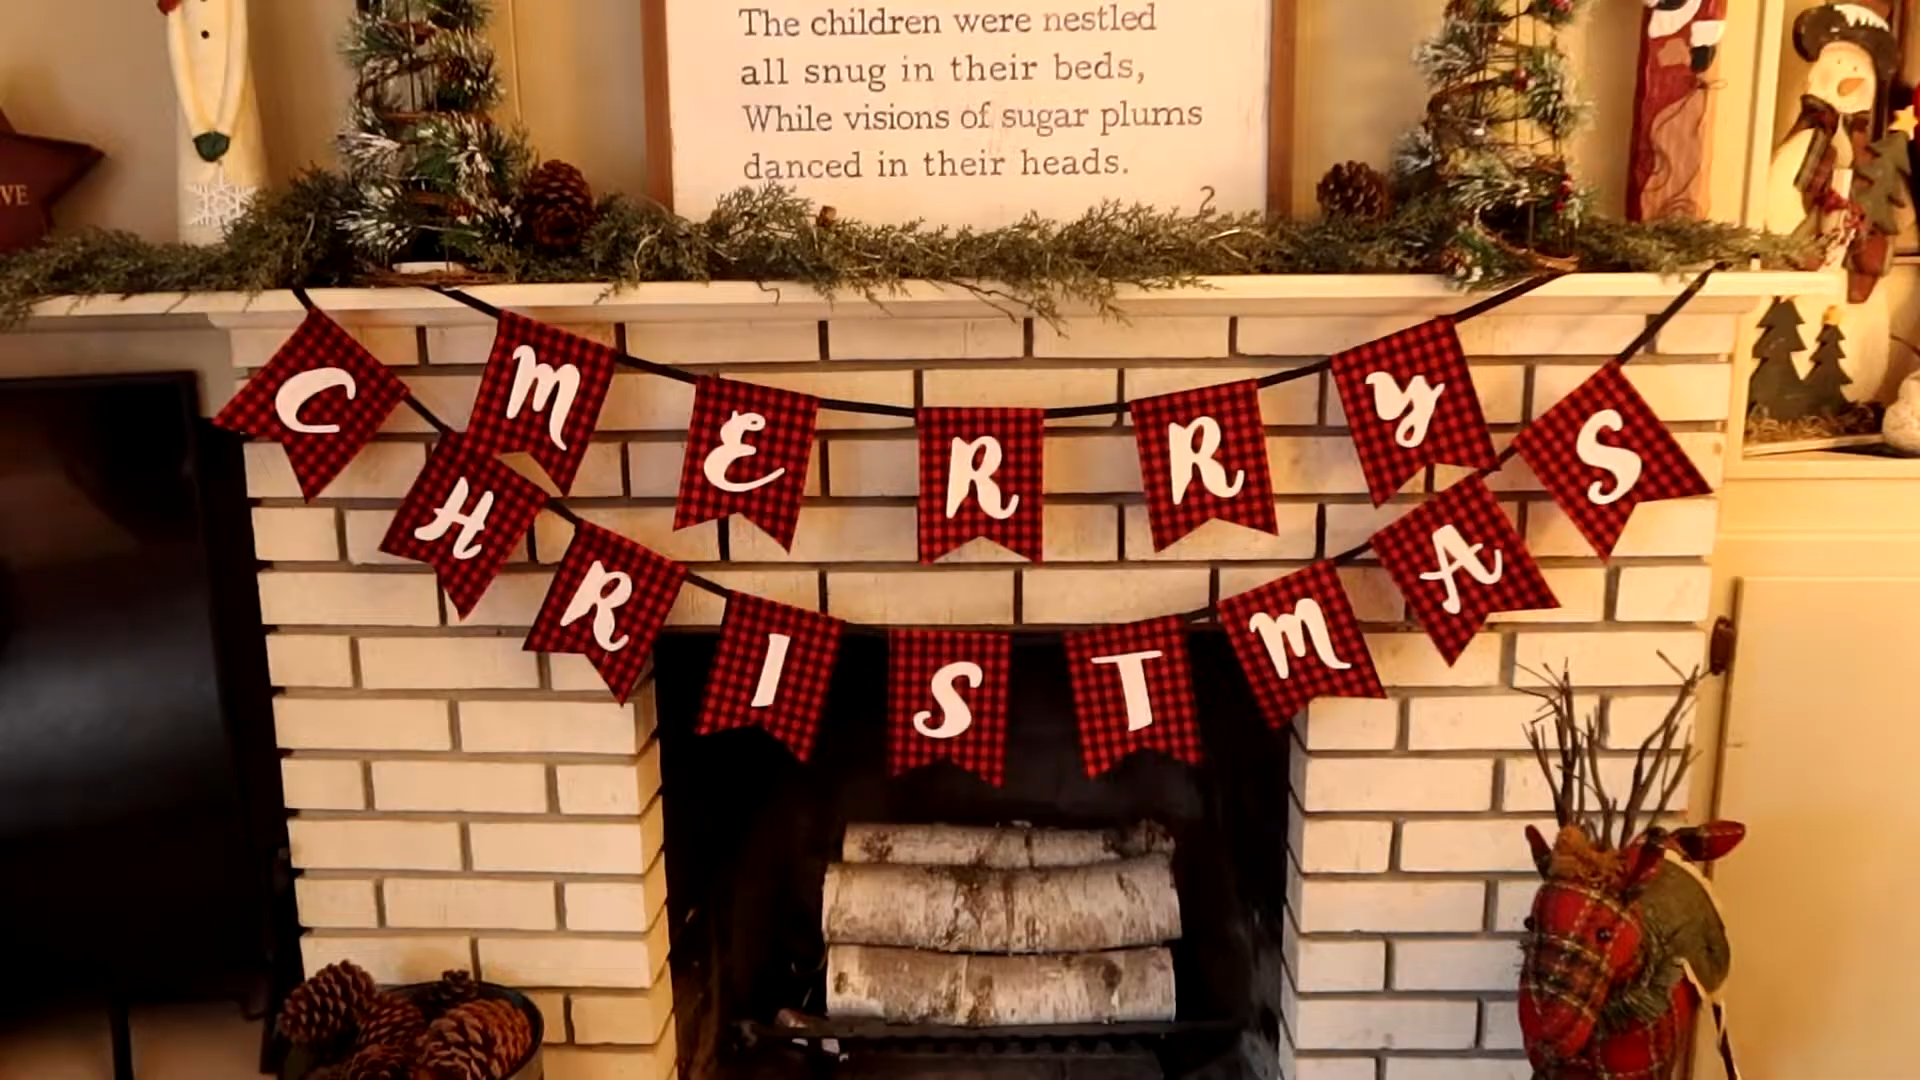 The children were nestled
all snug in their beds,
While visions of sugar plums
danced in their heads.
VE
MERRY
CHRISTMAS